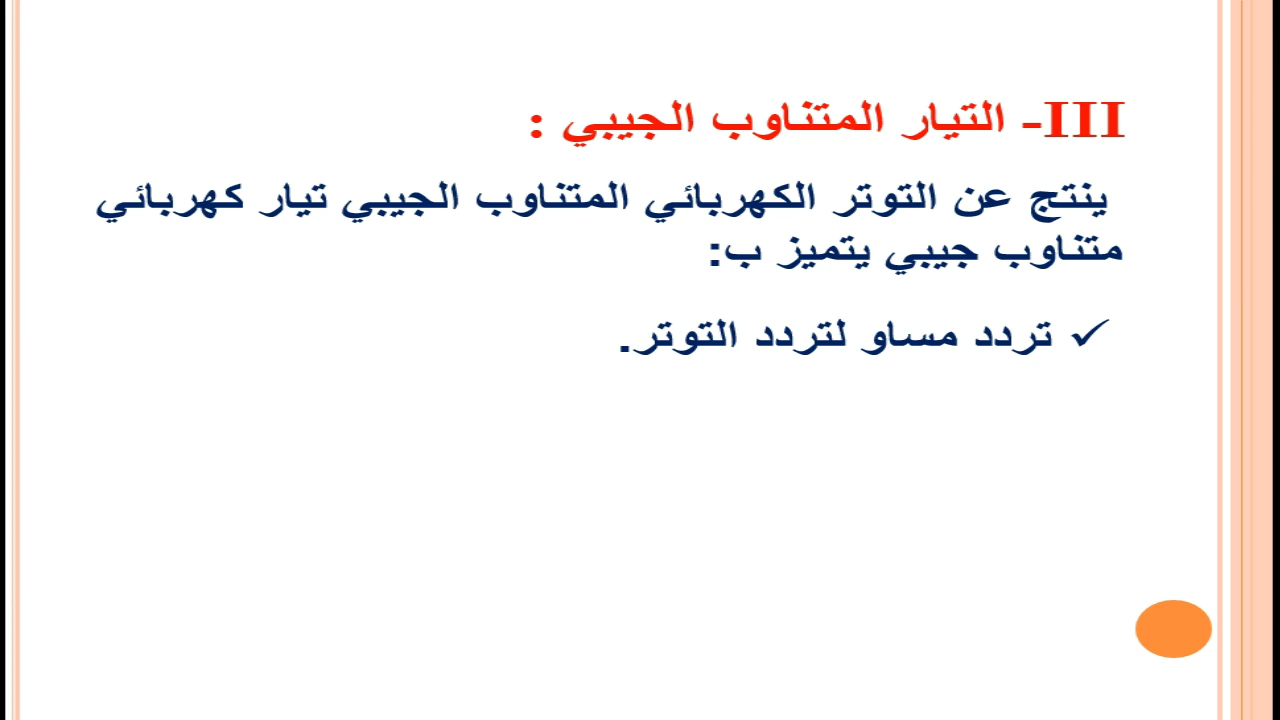 III- التيار المتناوب الجيبي :
ينتج عن التوتر الكهربائي المتناوب الجيبي تيار كهربائي
متناوب جيبي يتميز ب:
✓ تردد مساو لتردد التوتر.